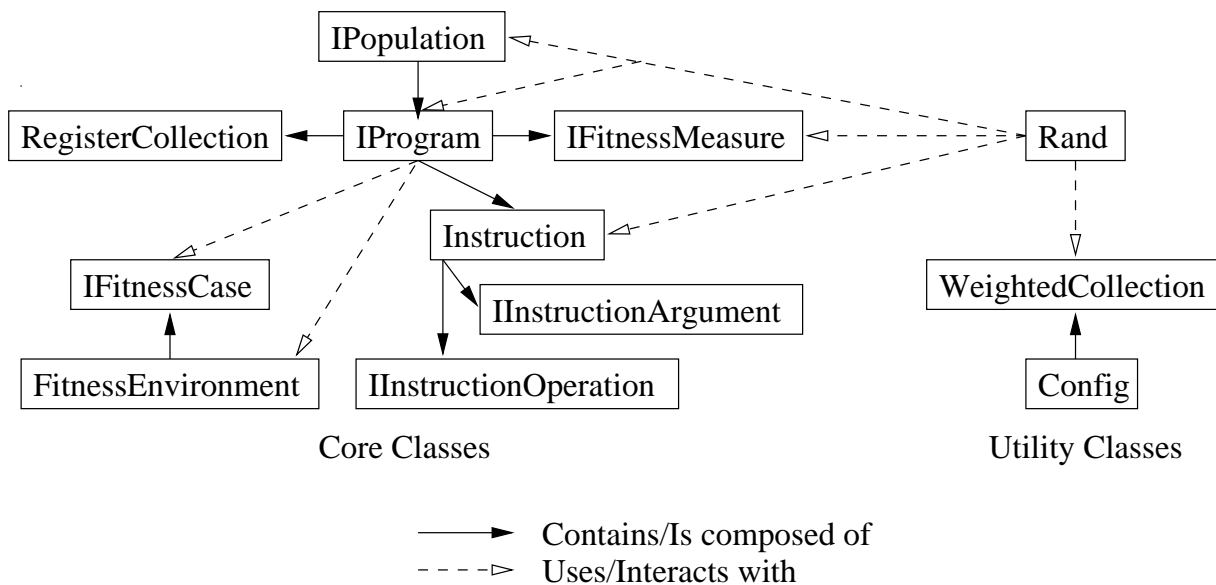 IPopulation
RegisterCollection
IProgram
IFitnessMeasure
Rand
Instruction
IFitnessCase
IInstructionArgument
WeightedCollection
FitnessEnvironment
IInstructionOperation
Config
Core Classes
Utility Classes
Contains/Is composed of
Uses/Interacts with